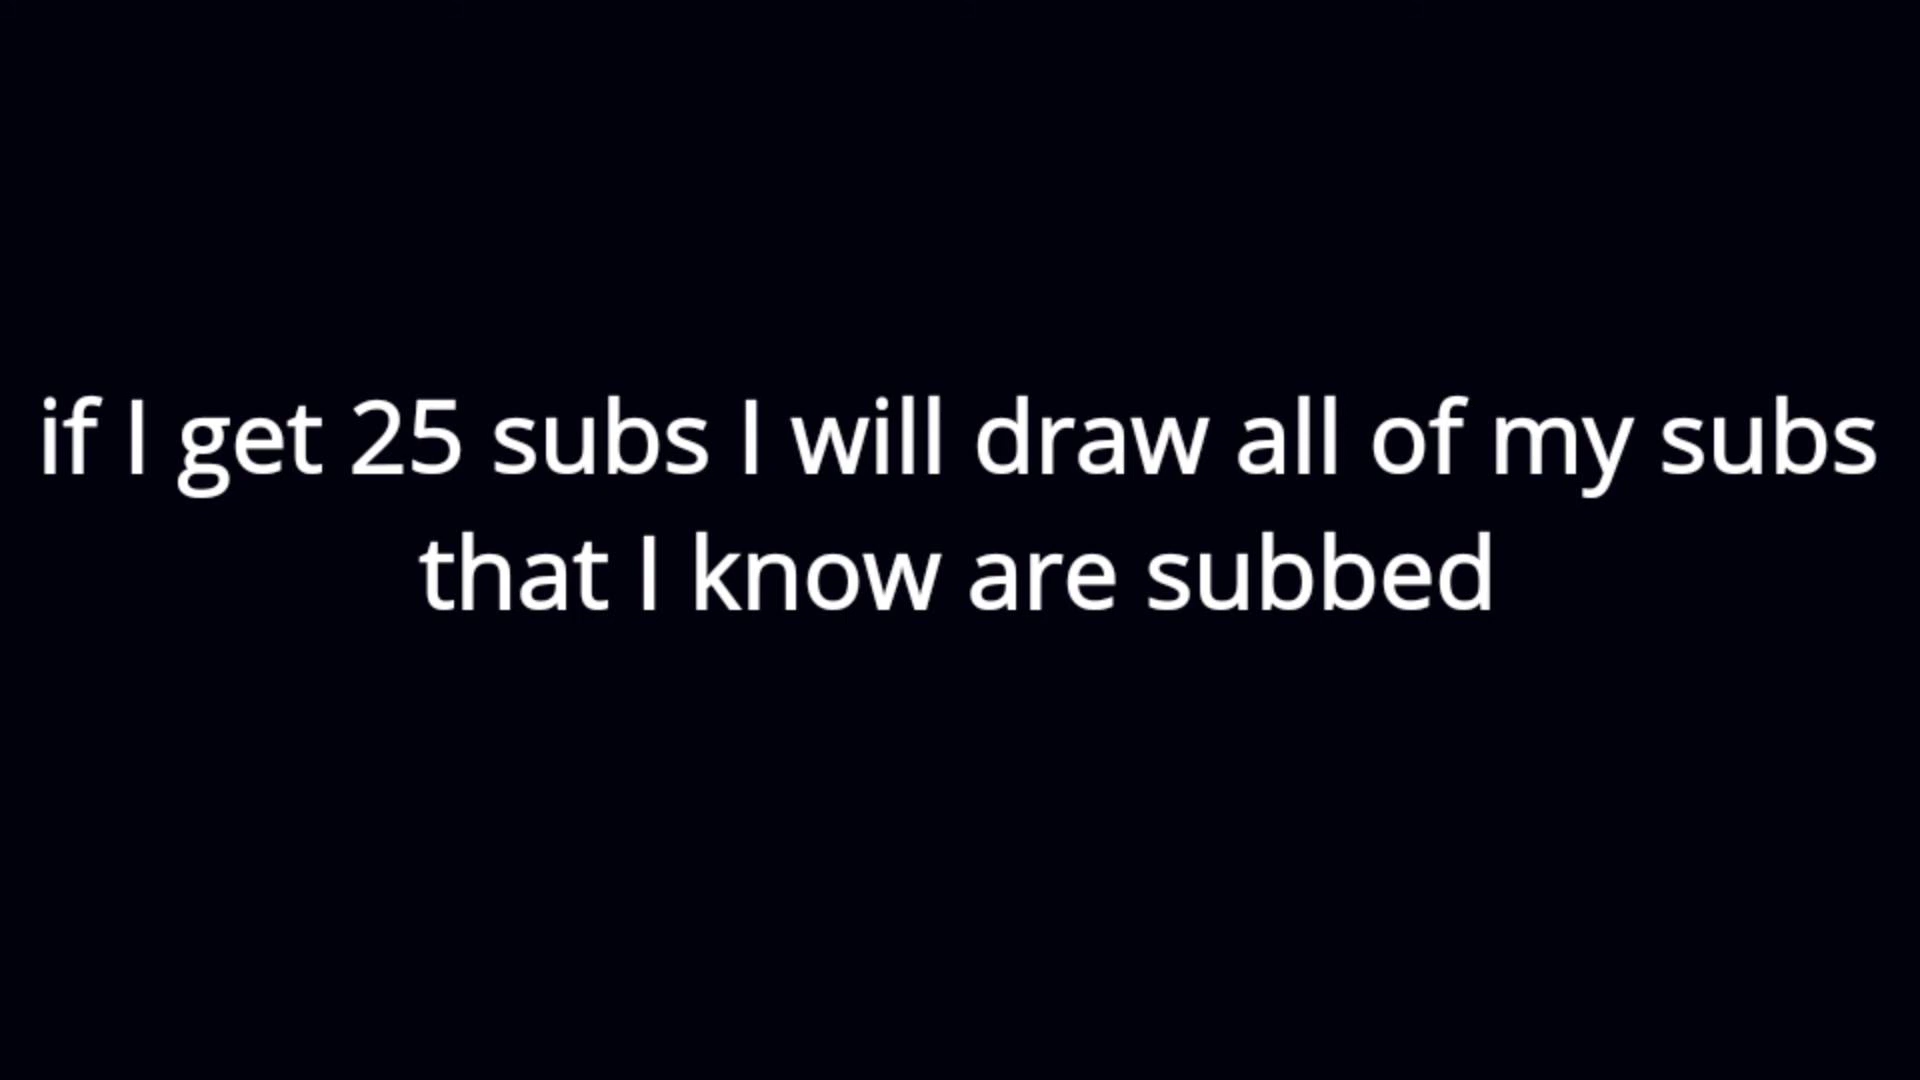 if I get 25 subs I will draw all of my subs
that I know are subbed